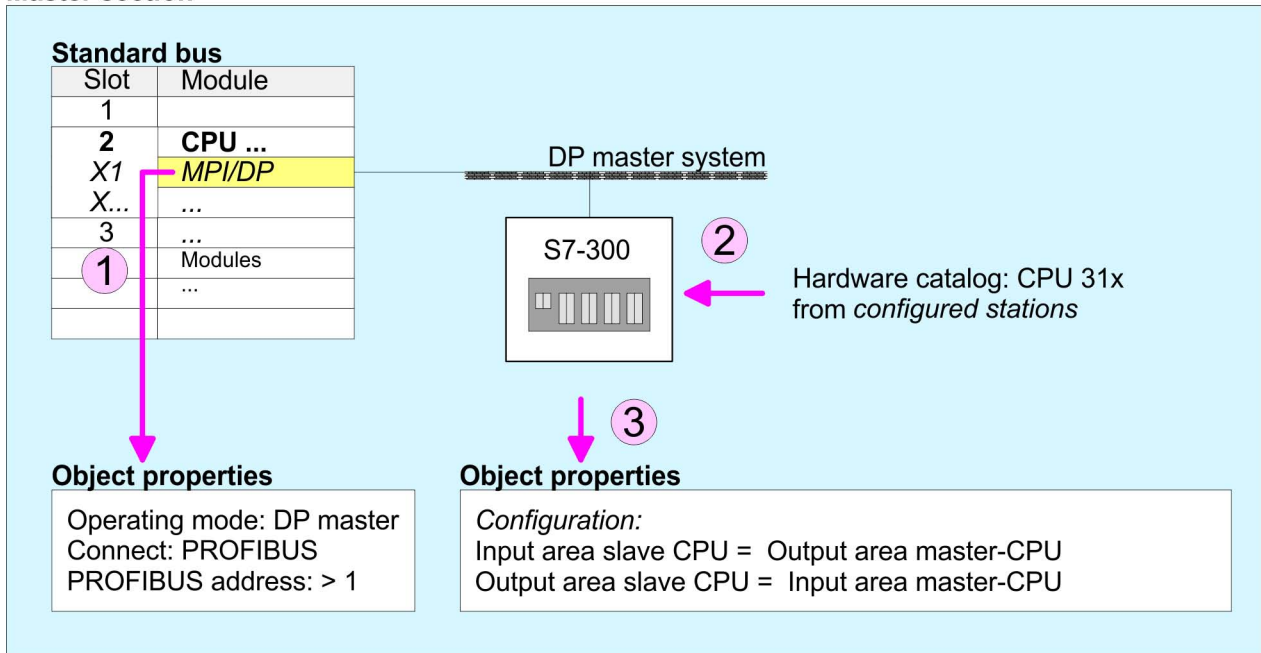 Standard bus
Slot Module
1
2 CPU ...
X1 MPI/DP
X... ...
3 ...
Modules
...
1
DP master system
S7-300
2
Hardware catalog: CPU 31x
from configured stations
3
Object properties
Operating mode: DP master
Connect: PROFIBUS
PROFIBUS address: > 1
Object properties
Configuration:
Input area slave CPU = Output area master-CPU
Output area slave CPU = Input area master-CPU